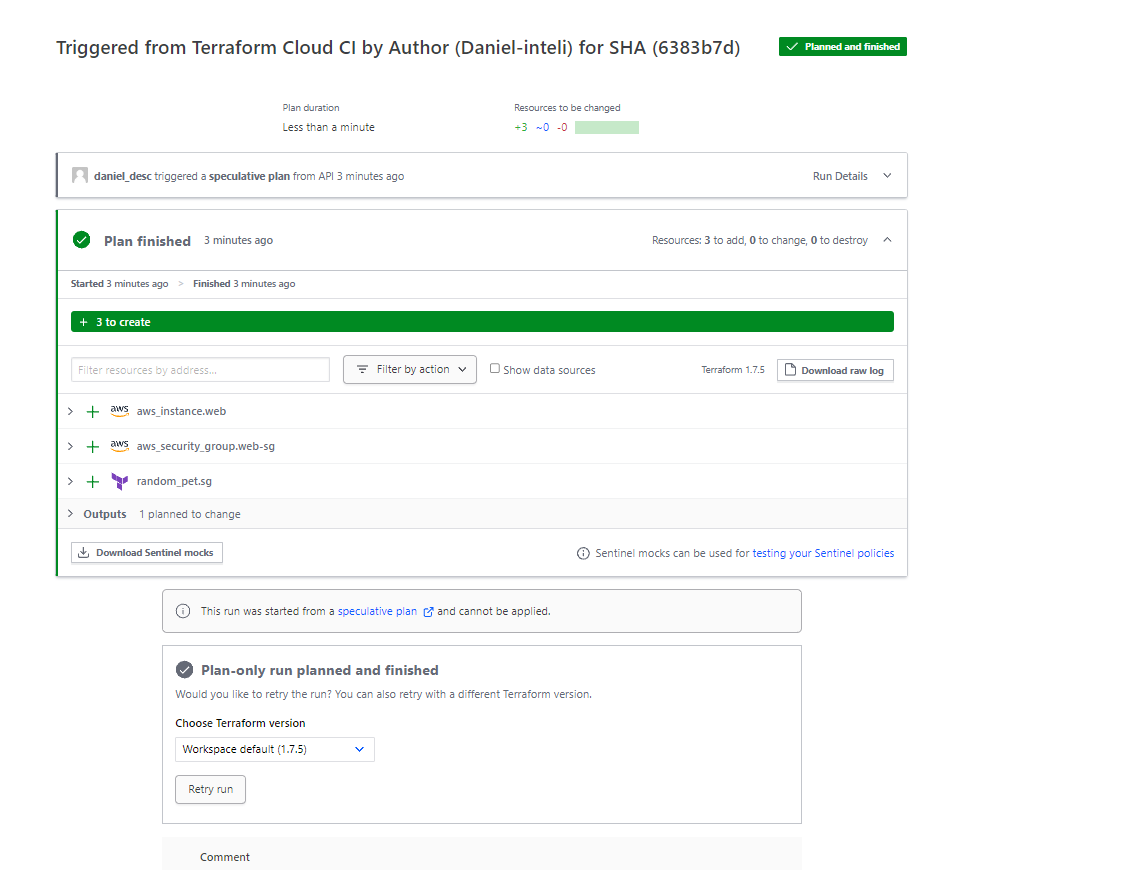 Triggered from Terraform Cloud CI by Author (Daniel-inteli) for SHA (6383b7d)
Planned and finished
Plan duration
Less than a minute
Resources to be changed
+3 ~0 -0
daniel_desc triggered a speculative plan from API 3 minutes ago
Run Details
Plan finished 3 minutes ago
Resources: 3 to add, 0 to change, 0 to destroy
Started 3 minutes ago > Finished 3 minutes ago
+ 3 to create
Filter resources by address...
Filter by action
Show data sources
Terraform 1.7.5
Download raw log
aws aws_instance.web
aws aws_security_group.web-sg
random_pet.sg
Outputs 1 planned to change
Download Sentinel mocks
Sentinel mocks can be used for testing your Sentinel policies
This run was started from a speculative plan and cannot be applied.
Plan-only run planned and finished
Would you like to retry the run? You can also retry with a different Terraform version.
Choose Terraform version
Workspace default (1.7.5)
Retry run
Comment